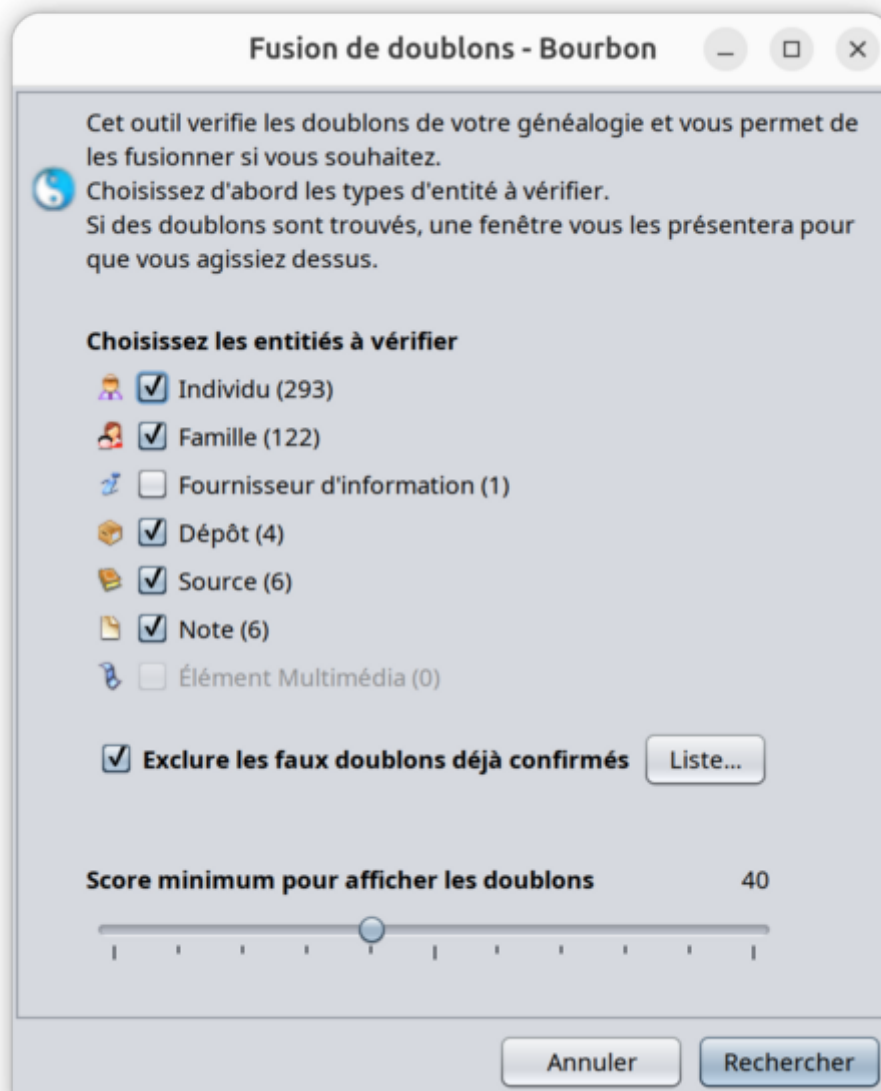 Fusion de doublons - Bourbon
Cet outil verifie les doublons de votre généalogie et vous permet de
les fusionner si vous souhaitez.
Choisissez d'abord les types d'entité à vérifier.
Si des doublons sont trouvés, une fenêtre vous les présentera pour
que vous agissiez dessus.
Choisissez les entitiés à vérifier
Individu (293)
Famille (122)
Fournisseur d'information (1)
Dépôt (4)
Source (6)
Note (6)
Élément Multimédia (0)
Exclure les faux doublons déjà confirmés Liste...
Score minimum pour afficher les doublons 40
Annuler Rechercher